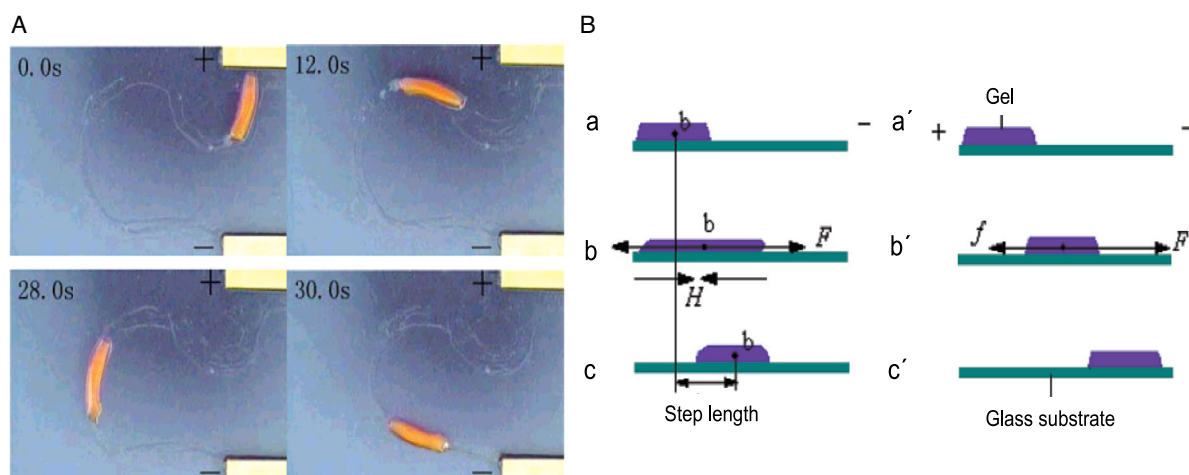 A
0.0s
+
−
12.0s
+
−
28.0s
+
−
30.0s
+
−
B
a
b
−
b
b
F
H
c
b
Step length
a´
Gel
+
-
b´
f
F
c´
Glass substrate